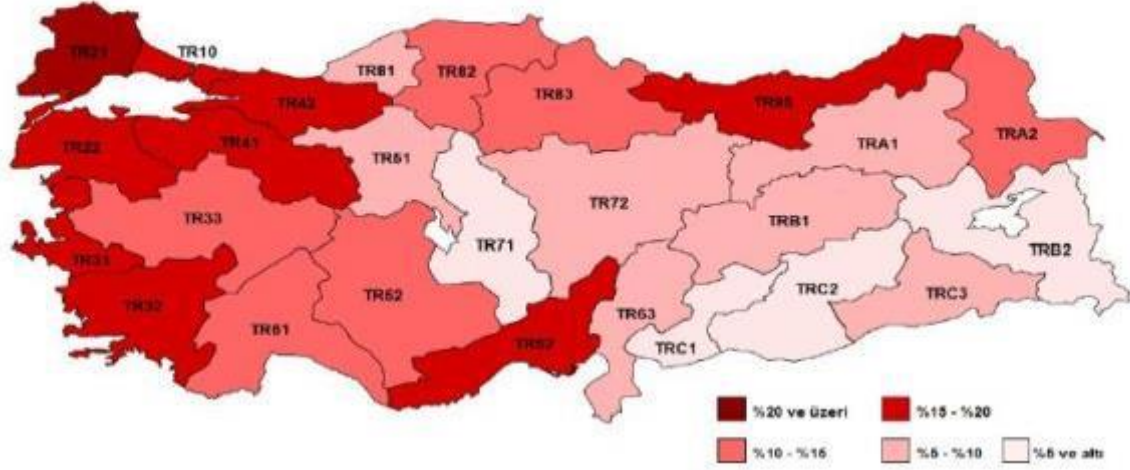 TR21
TR10
TR81
TR82
TR42
TR83
TR90
TR22
TR41
TR51
TRA1
TRA2
TR33
TR72
TRB1
TR71
TRB2
TR31
TR32
TR52
TRC2
TRC3
TR61
TR63
TR62
TRC1
%20 ve üzeri
%15 - %20
%10 - %15
%5 - %10
%5 ve altı